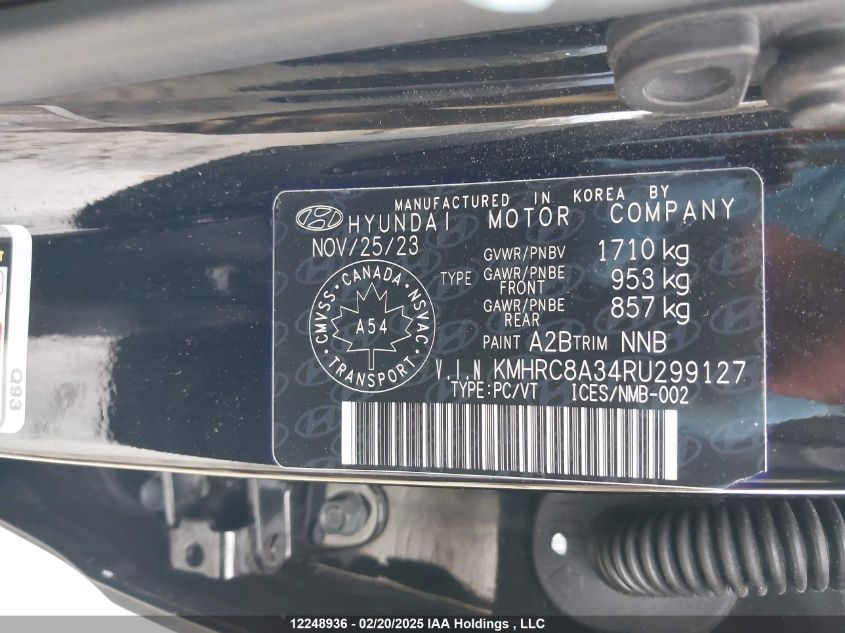 MANUFACTURED IN KOREA BY
HYUNDAI MOTOR COMPANY
NOV/25/23
GVWR/PNBV 1710 kg
TYPE GAWR/PNBE FRONT 953 kg
GAWR/PNBE REAR 857 kg
PAINT A2B TRIM NNB
CMVSS · CANADA · NSVAC
A54
TRANSPORT
V.I.N KMHRC8A34RU299127
TYPE:PC/VT ICES/NMB-002
Q93
12248936 - 02/20/2025 IAA Holdings , LLC